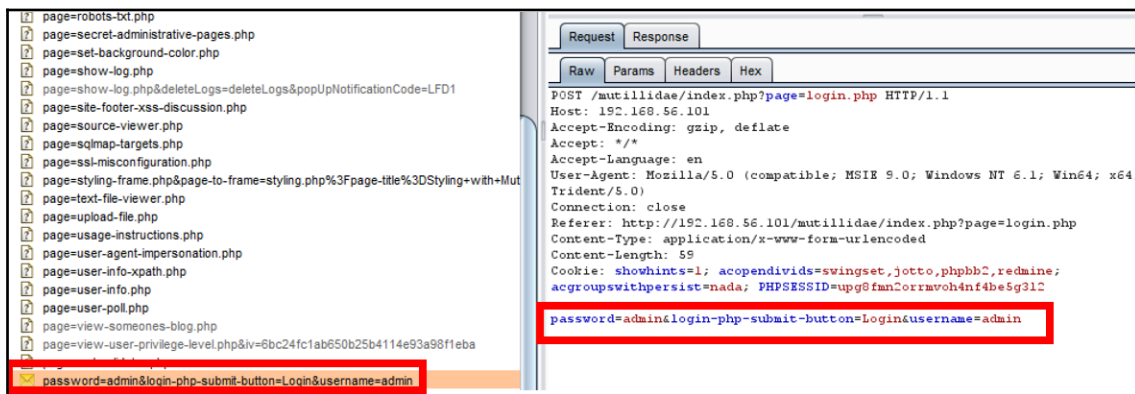 page=robots-txt.php
page=secret-administrative-pages.php
page=set-background-color.php
page=show-log.php
page=show-log.php&deleteLogs=deleteLogs&popUpNotificationCode=LFD1
page=site-footer-xss-discussion.php
page=source-viewer.php
page=sqlmap-targets.php
page=ssl-misconfiguration.php
page=styling-frame.php&page-to-frame=styling.php%3Fpage-title%3DStyling+with+Mut
page=text-file-viewer.php
page=upload-file.php
page=usage-instructions.php
page=user-agent-impersonation.php
page=user-info-xpath.php
page=user-info.php
page=user-poll.php
page=view-someones-blog.php
page=view-user-privilege-level.php&iv=6bc24fc1ab650b25b4114e93a98f1eba
password=admin&login-php-submit-button=Login&username=admin
Request Response
Raw Params Headers Hex
POST /mutillidae/index.php?page=login.php HTTP/1.1
Host: 192.168.56.101
Accept-Encoding: gzip, deflate
Accept: */*
Accept-Language: en
User-Agent: Mozilla/5.0 (compatible; MSIE 9.0; Windows NT 6.1; Win64; x64
Trident/5.0)
Connection: close
Referer: http://192.168.56.101/mutillidae/index.php?page=login.php
Content-Type: application/x-www-form-urlencoded
Content-Length: 59
Cookie: showhints=1; acopendivids=swingset,jotto,phpbb2,redmine;
acgroupswithpersist=nada; PHPSESSID=upg8fmn2orrmvoh4nf4be5g312
password=admin&login-php-submit-button=Login&username=admin